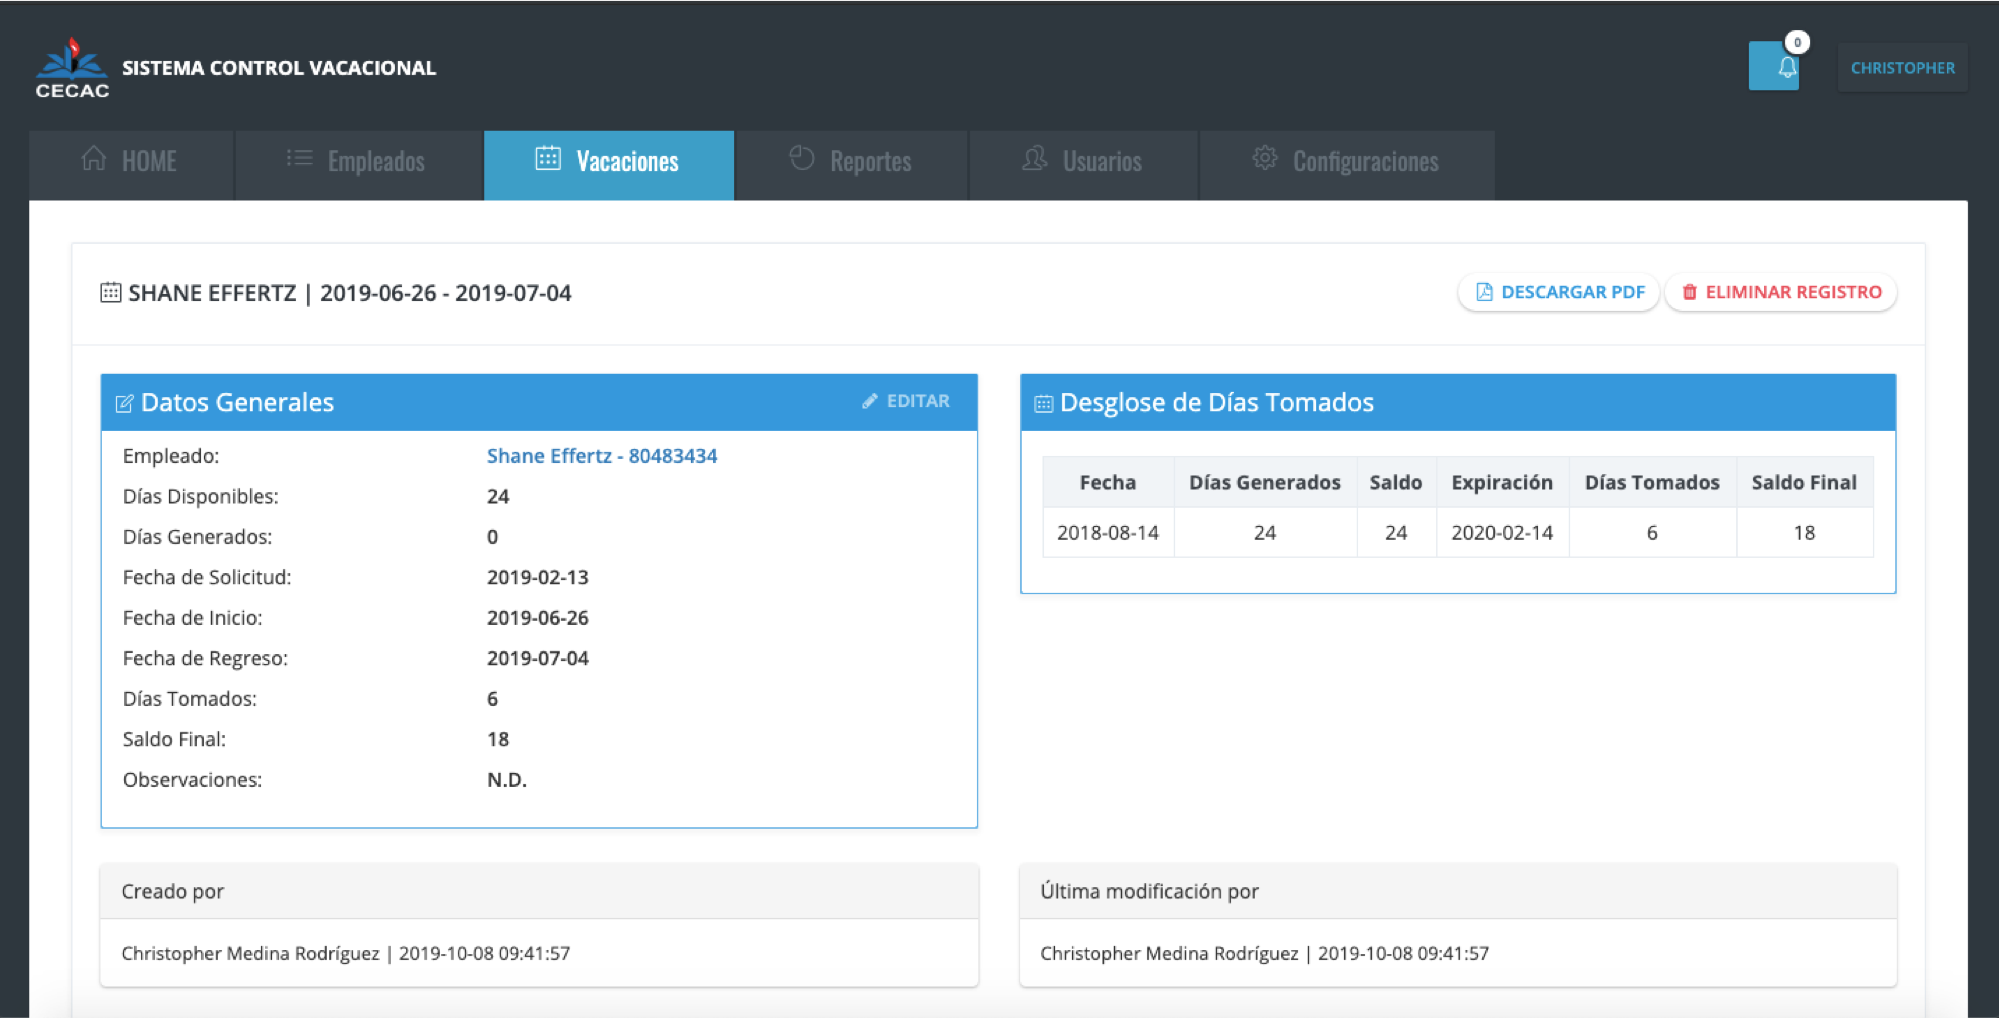 CECAC
SISTEMA CONTROL VACACIONAL
0
CHRISTOPHER
HOME
Empleados
Vacaciones
Reportes
Usuarios
Configuraciones
SHANE EFFERTZ | 2019-06-26 - 2019-07-04
DESCARGAR PDF
ELIMINAR REGISTRO
Datos Generales
EDITAR
Empleado: Shane Effertz - 80483434
Días Disponibles: 24
Días Generados: 0
Fecha de Solicitud: 2019-02-13
Fecha de Inicio: 2019-06-26
Fecha de Regreso: 2019-07-04
Días Tomados: 6
Saldo Final: 18
Observaciones: N.D.
Desglose de Días Tomados
Fecha Días Generados Saldo Expiración Días Tomados Saldo Final
2018-08-14 24 24 2020-02-14 6 18
Creado por
Christopher Medina Rodríguez | 2019-10-08 09:41:57
Última modificación por
Christopher Medina Rodríguez | 2019-10-08 09:41:57